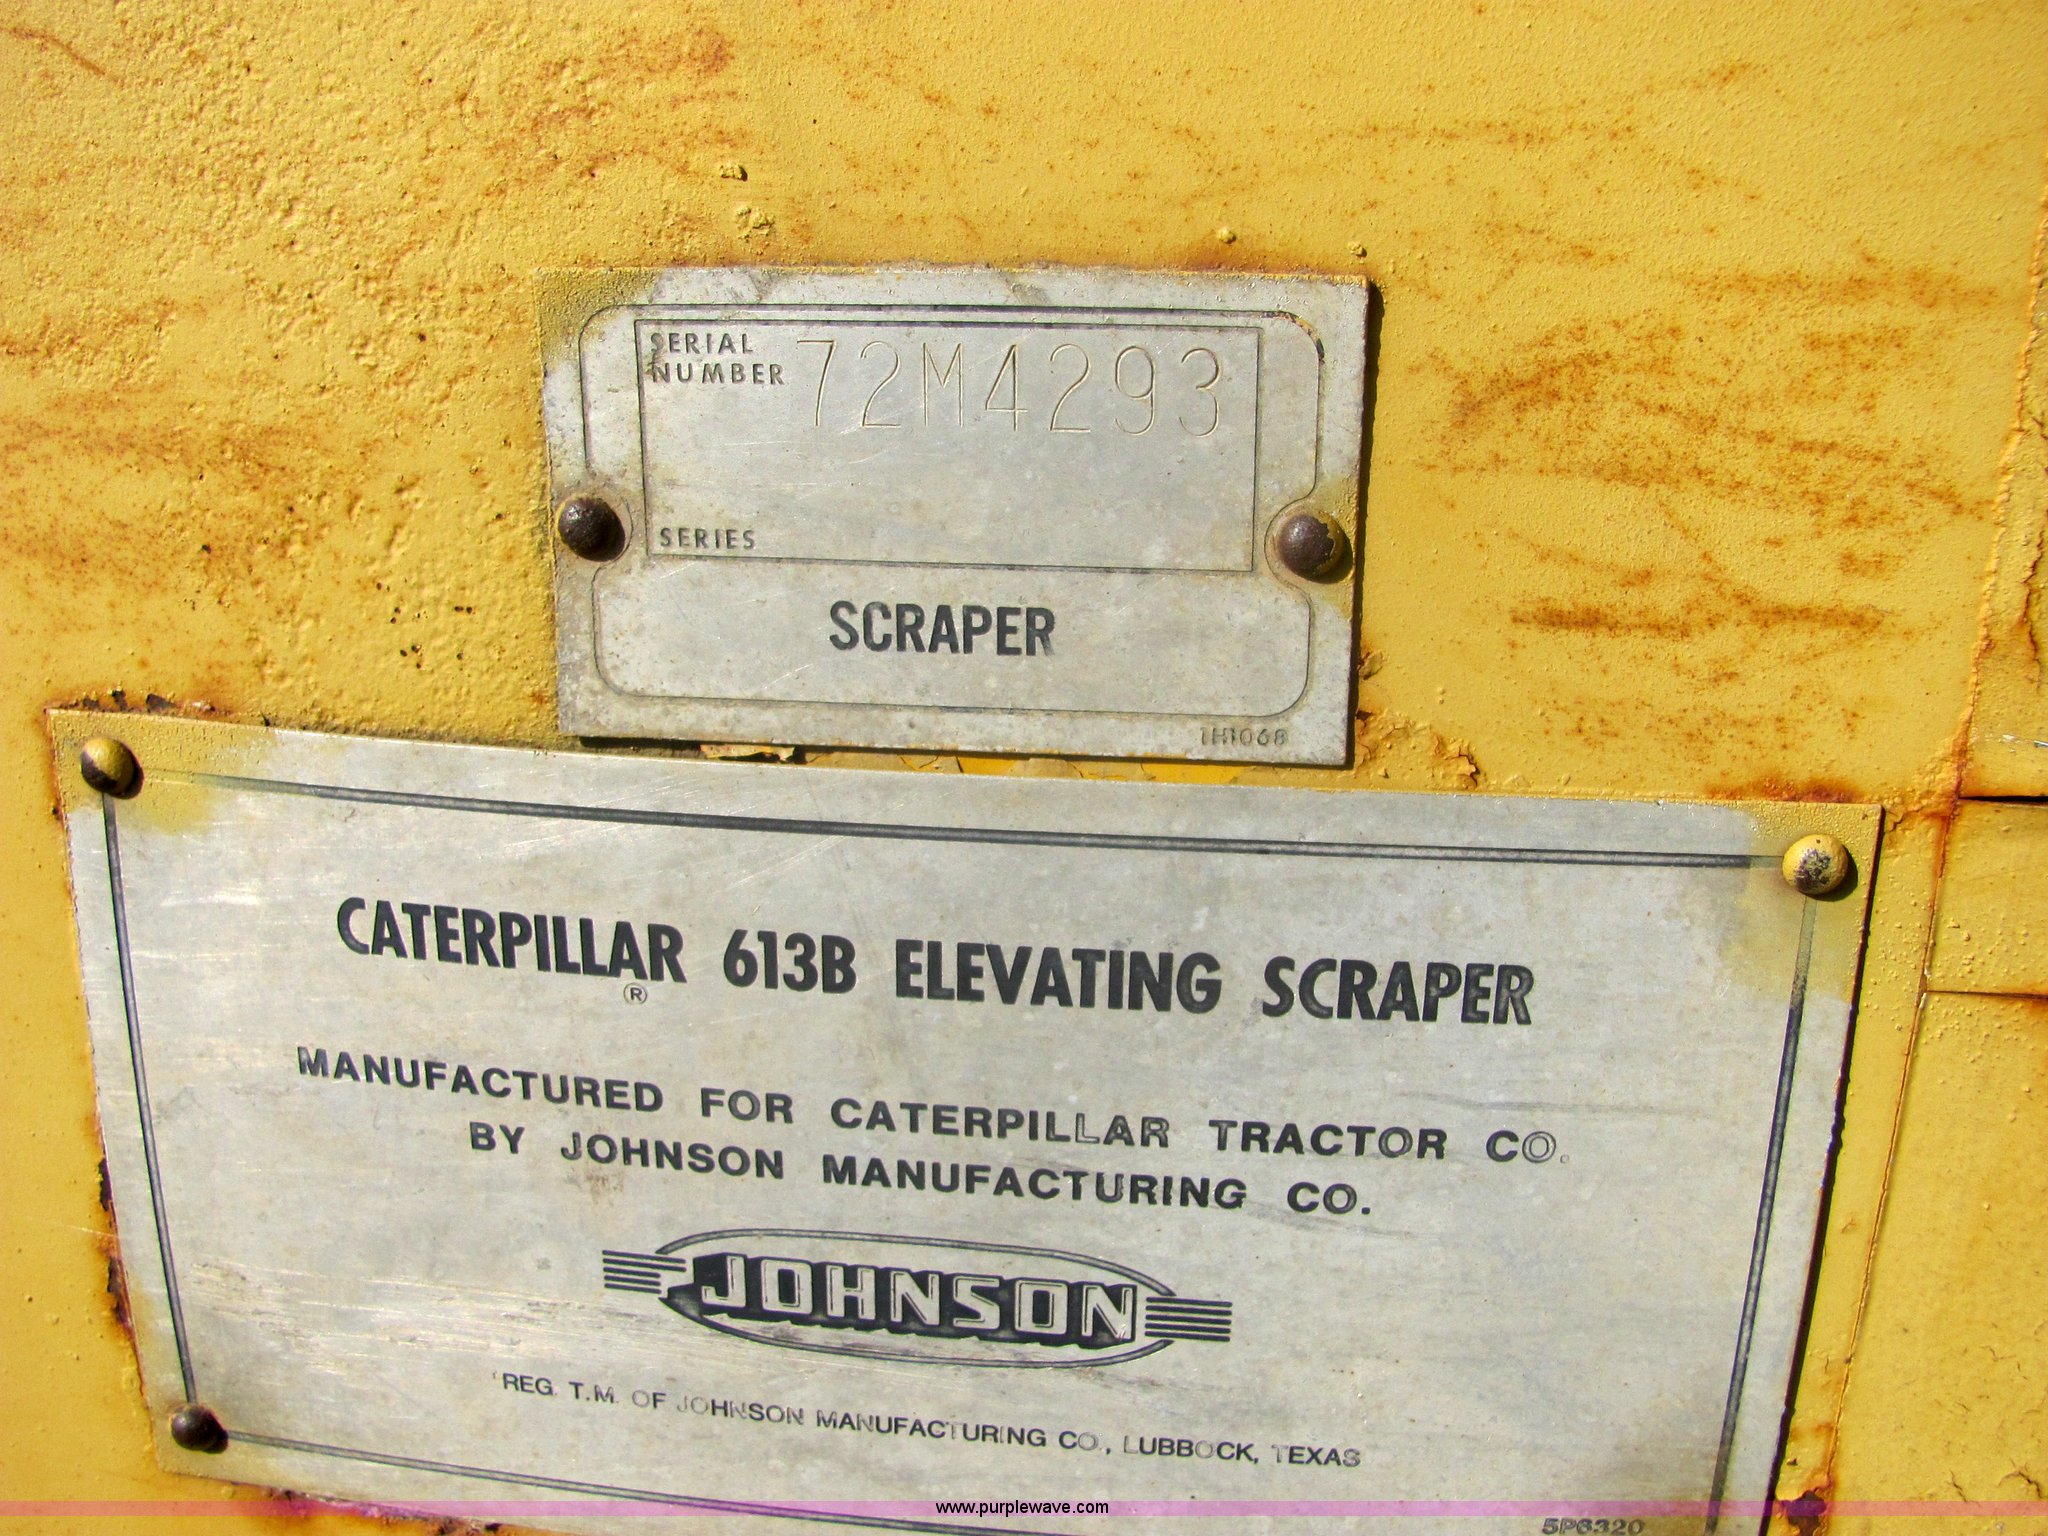 SERIAL
NUMBER 72M4293
SERIES
SCRAPER
1H1068
CATERPILLAR 613B ELEVATING SCRAPER
®
MANUFACTURED FOR CATERPILLAR TRACTOR CO.
BY JOHNSON MANUFACTURING CO.
JOHNSON
REG. T.M. OF JOHNSON MANUFACTURING CO., LUBBOCK, TEXAS
www.purplewave.com
5P6320